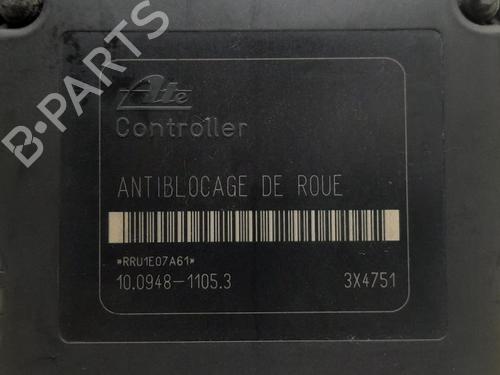 Ate
Controller
ANTIBLOCAGE DE ROUE
*RRU1E07A61*
10.0948-1105.3 3X4751
B-PARTS